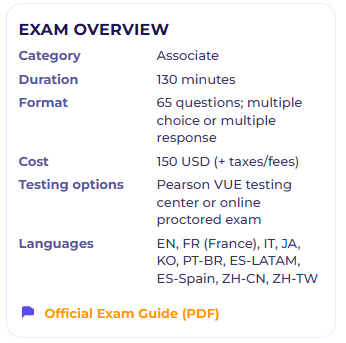 EXAM OVERVIEW
Category Associate
Duration 130 minutes
Format 65 questions; multiple
choice or multiple
response
Cost 150 USD (+ taxes/fees)
Testing options Pearson VUE testing
center or online
proctored exam
Languages EN, FR (France), IT, JA,
KO, PT-BR, ES-LATAM,
ES-Spain, ZH-CN, ZH-TW
Official Exam Guide (PDF)